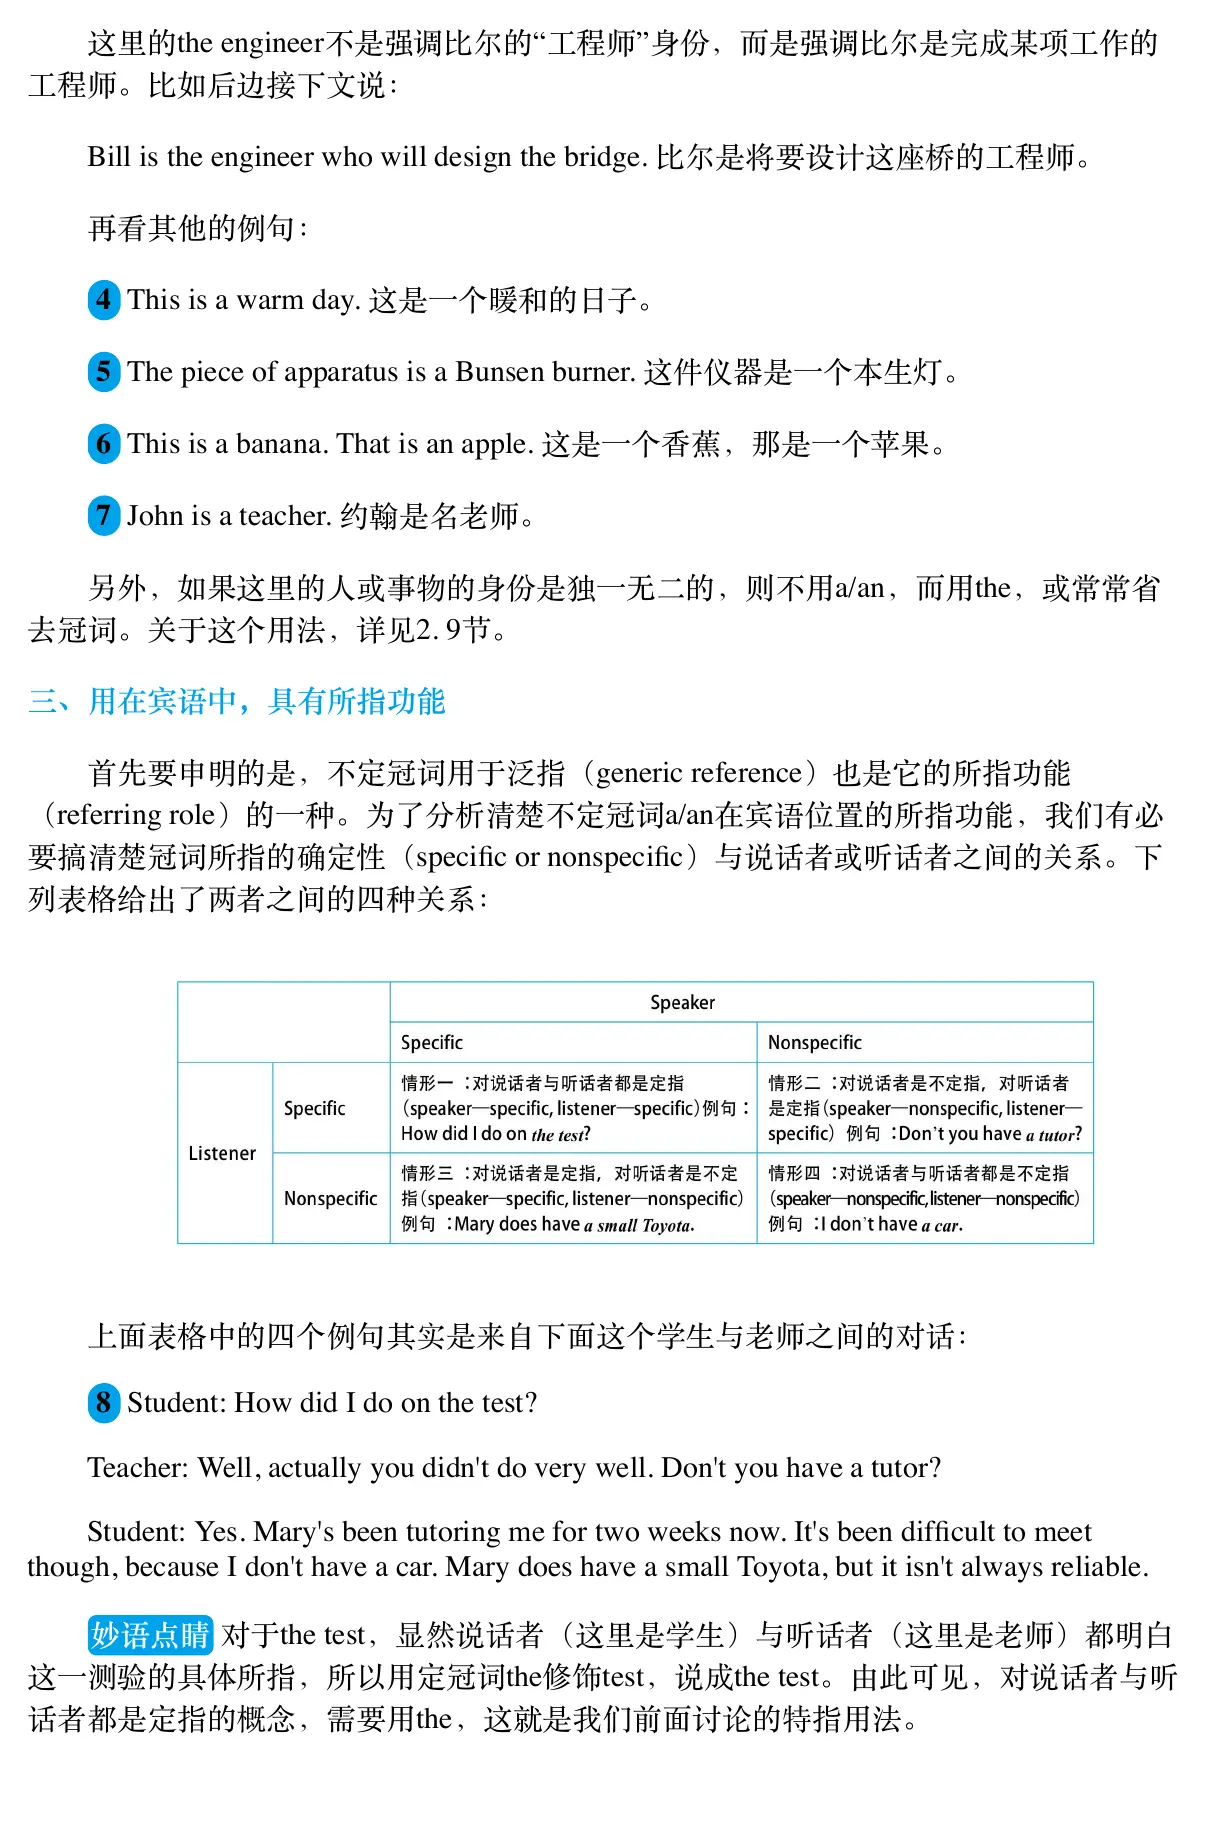 这里的the engineer不是强调比尔的“工程师”身份，而是强调比尔是完成某项工作的
工程师。比如后边接下文说：
Bill is the engineer who will design the bridge. 比尔是将要设计这座桥的工程师。
再看其他的例句：
4 This is a warm day. 这是一个暖和的日子。
5 The piece of apparatus is a Bunsen burner. 这件仪器是一个本生灯。
6 This is a banana. That is an apple. 这是一个香蕉，那是一个苹果。
7 John is a teacher. 约翰是名老师。
另外，如果这里的人或事物的身份是独一无二的，则不用a/an，而用the，或常常省
去冠词。关于这个用法，详见2. 9节。
三、用在宾语中，具有所指功能
首先要申明的是，不定冠词用于泛指（generic reference）也是它的所指功能
（referring role）的一种。为了分析清楚不定冠词a/an在宾语位置的所指功能，我们有必
要搞清楚冠词所指的确定性（specific or nonspecific）与说话者或听话者之间的关系。下
列表格给出了两者之间的四种关系：
Speaker
Specific
Nonspecific
Listener
Specific
情形一 ：对说话者与听话者都是定指
（speaker—specific, listener—specific）例句：
How did I do on the test?
情形二 ：对说话者是不定指，对听话者
是定指（speaker—nonspecific, listener—
specific）例句 ：Don't you have a tutor?
Nonspecific
情形三 ：对说话者是定指，对听话者是不定
指（speaker—specific, listener—nonspecific）
例句 ：Mary does have a small Toyota.
情形四 ：对说话者与听话者都是不定指
（speaker—nonspecific, listener—nonspecific）
例句 ：I don't have a car.
上面表格中的四个例句其实是来自下面这个学生与老师之间的对话：
8 Student: How did I do on the test?
Teacher: Well, actually you didn't do very well. Don't you have a tutor?
Student: Yes. Mary's been tutoring me for two weeks now. It's been difficult to meet
though, because I don't have a car. Mary does have a small Toyota, but it isn't always reliable.
妙语点睛 对于the test，显然说话者（这里是学生）与听话者（这里是老师）都明白
这一测验的具体所指，所以用定冠词the修饰test，说成the test。由此可见，对说话者与听
话者都是定指的概念，需要用the，这就是我们前面讨论的特指用法。